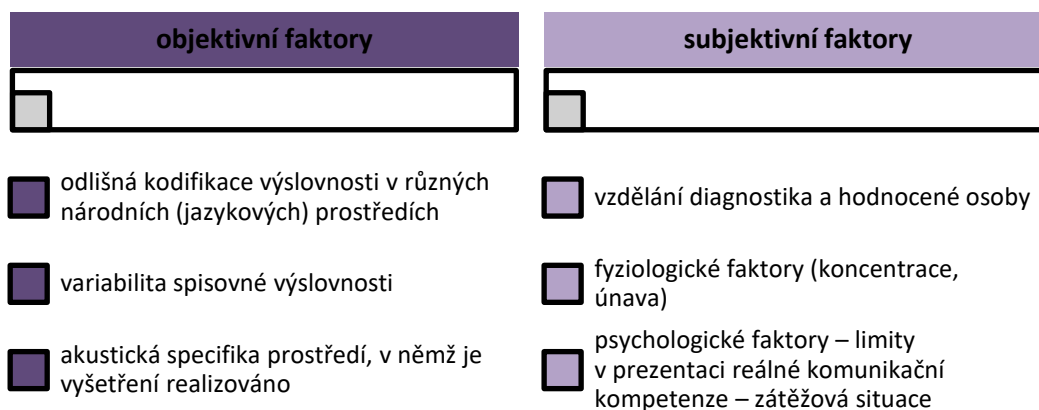 objektivní faktory
odlišná kodifikace výslovnosti v různých
národních (jazykových) prostředích
variabilita spisovné výslovnosti
akustická specifika prostředí, v němž je
vyšetření realizováno
subjektivní faktory
vzdělání diagnostika a hodnocené osoby
fyziologické faktory (koncentrace,
únava)
psychologické faktory – limity
v prezentaci reálné komunikační
kompetenze – zátěžová situace